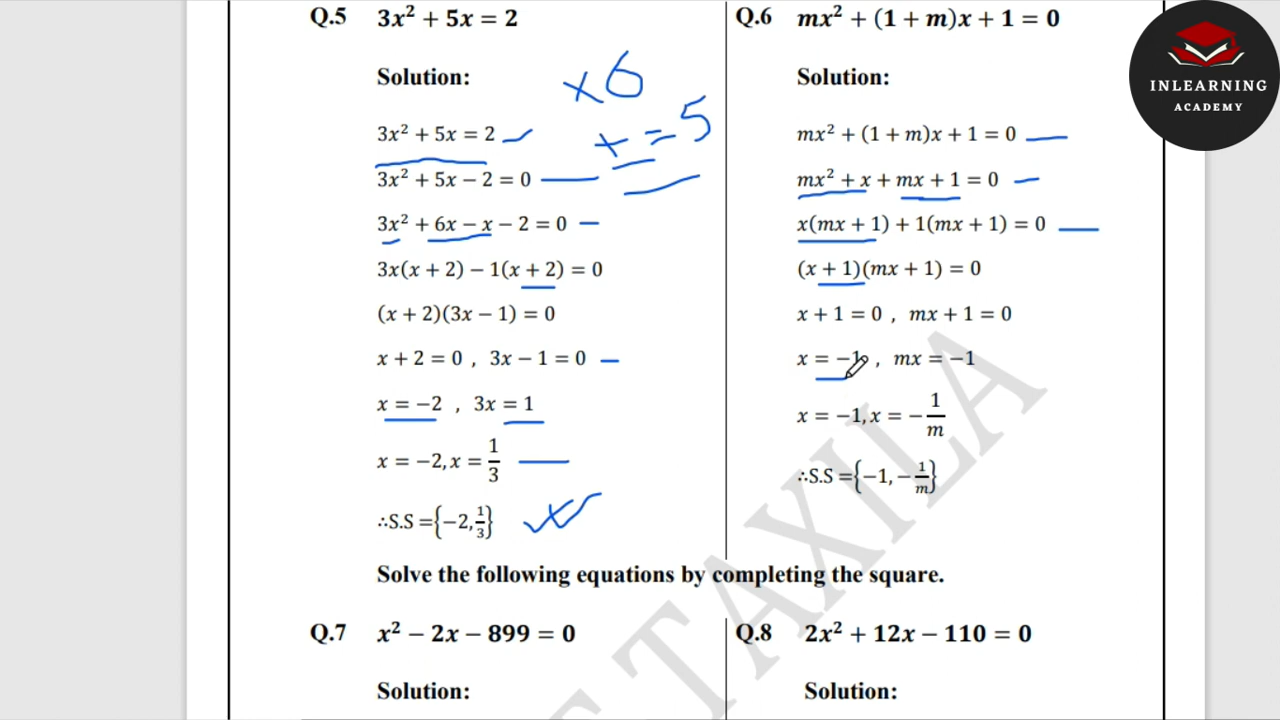 Q.5 3x² + 5x = 2
Solution:
×6
x = 5
3x² + 5x = 2
3x² + 5x − 2 = 0
3x² + 6x − x − 2 = 0
3x(x + 2) − 1(x + 2) = 0
(x + 2)(3x − 1) = 0
x + 2 = 0 , 3x − 1 = 0
x = −2 , 3x = 1
x = −2, x = 1/3
∴S.S = {−2, 1/3}
Q.6 mx² + (1 + m)x + 1 = 0
Solution:
mx² + (1 + m)x + 1 = 0
mx² + x + mx + 1 = 0
x(mx + 1) + 1(mx + 1) = 0
(x + 1)(mx + 1) = 0
x + 1 = 0 , mx + 1 = 0
x = −1 , mx = −1
x = −1, x = −1/m
∴S.S = {−1, −1/m}
Solve the following equations by completing the square.
Q.7 x² − 2x − 899 = 0
Solution:
Q.8 2x² + 12x − 110 = 0
Solution:
INLEARNING
ACADEMY
TAXILA